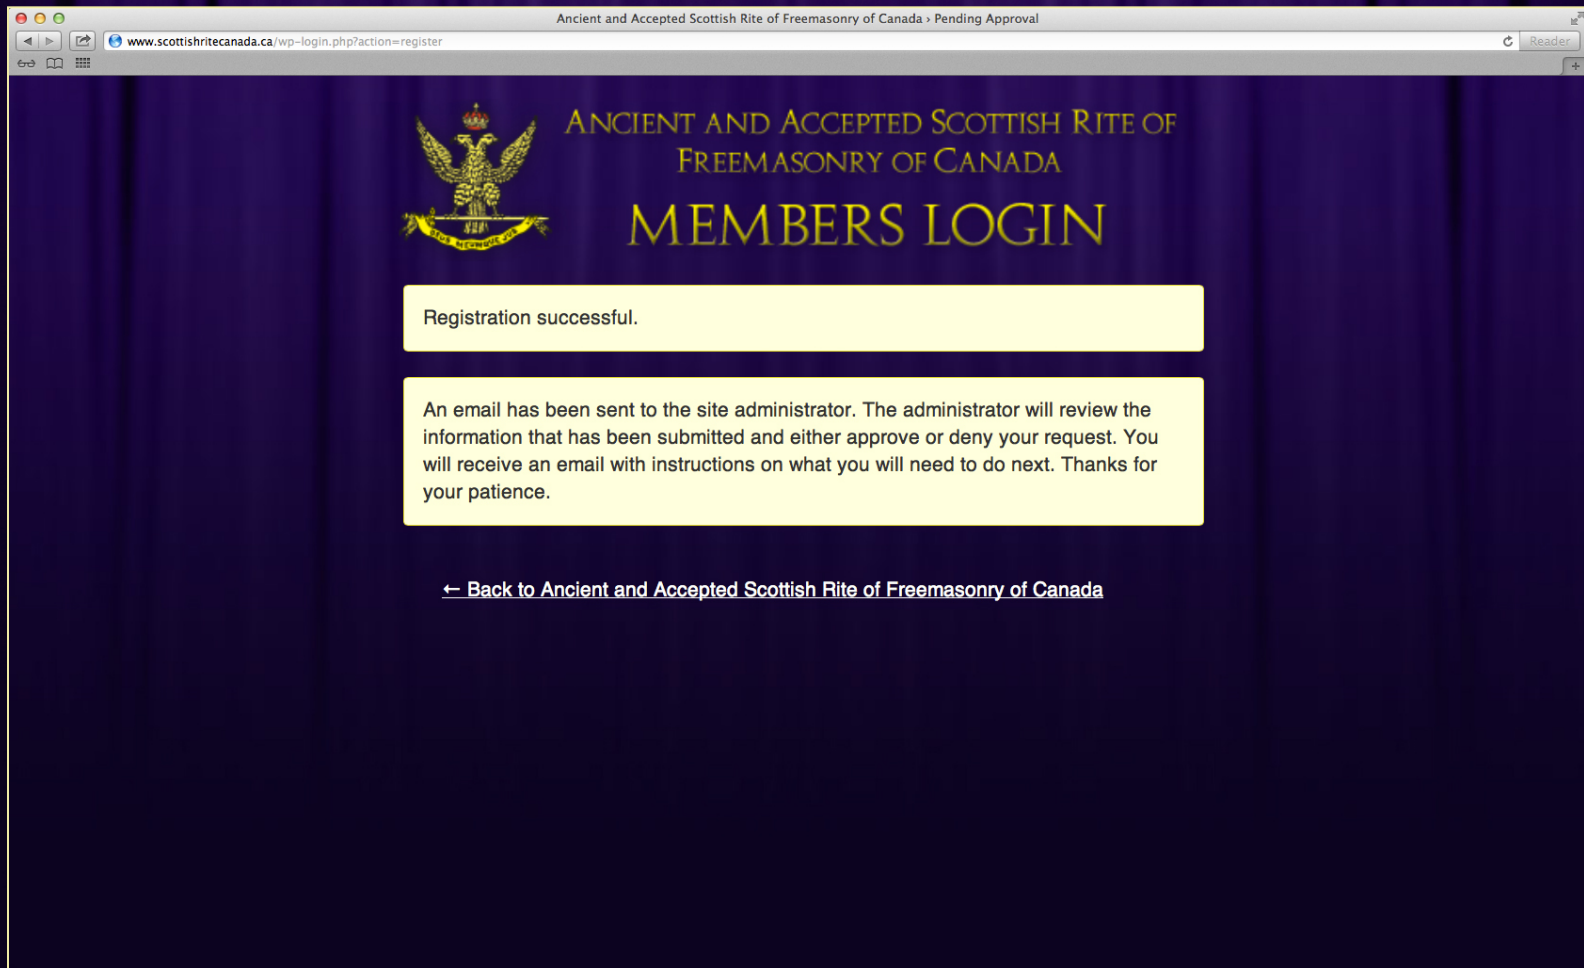 Ancient and Accepted Scottish Rite of Freemasonry of Canada › Pending Approval
www.scottishritecanada.ca/wp-login.php?action=register
Reader
ANCIENT AND ACCEPTED SCOTTISH RITE OF
FREEMASONRY OF CANADA
MEMBERS LOGIN
DEUS MEUMQUE JUS
Registration successful.
An email has been sent to the site administrator. The administrator will review the
information that has been submitted and either approve or deny your request. You
will receive an email with instructions on what you will need to do next. Thanks for
your patience.
← Back to Ancient and Accepted Scottish Rite of Freemasonry of Canada